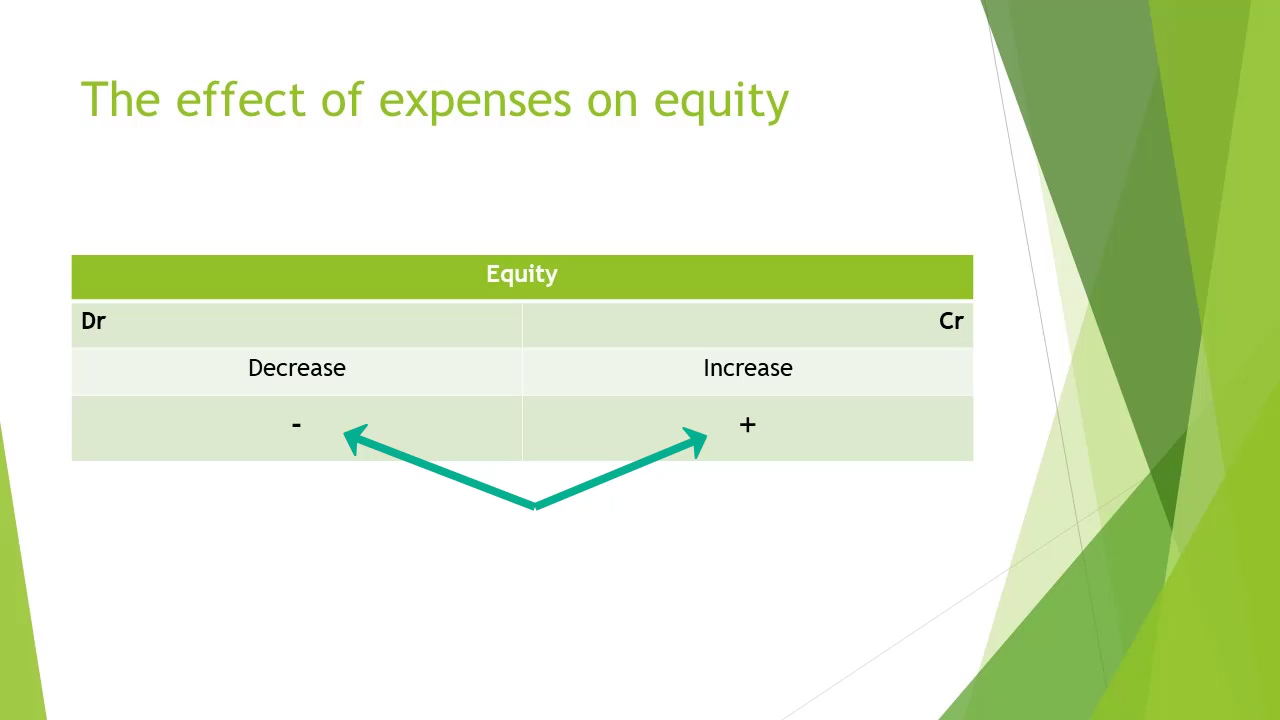 The effect of expenses on equity
Equity
Dr Cr
Decrease Increase
- +